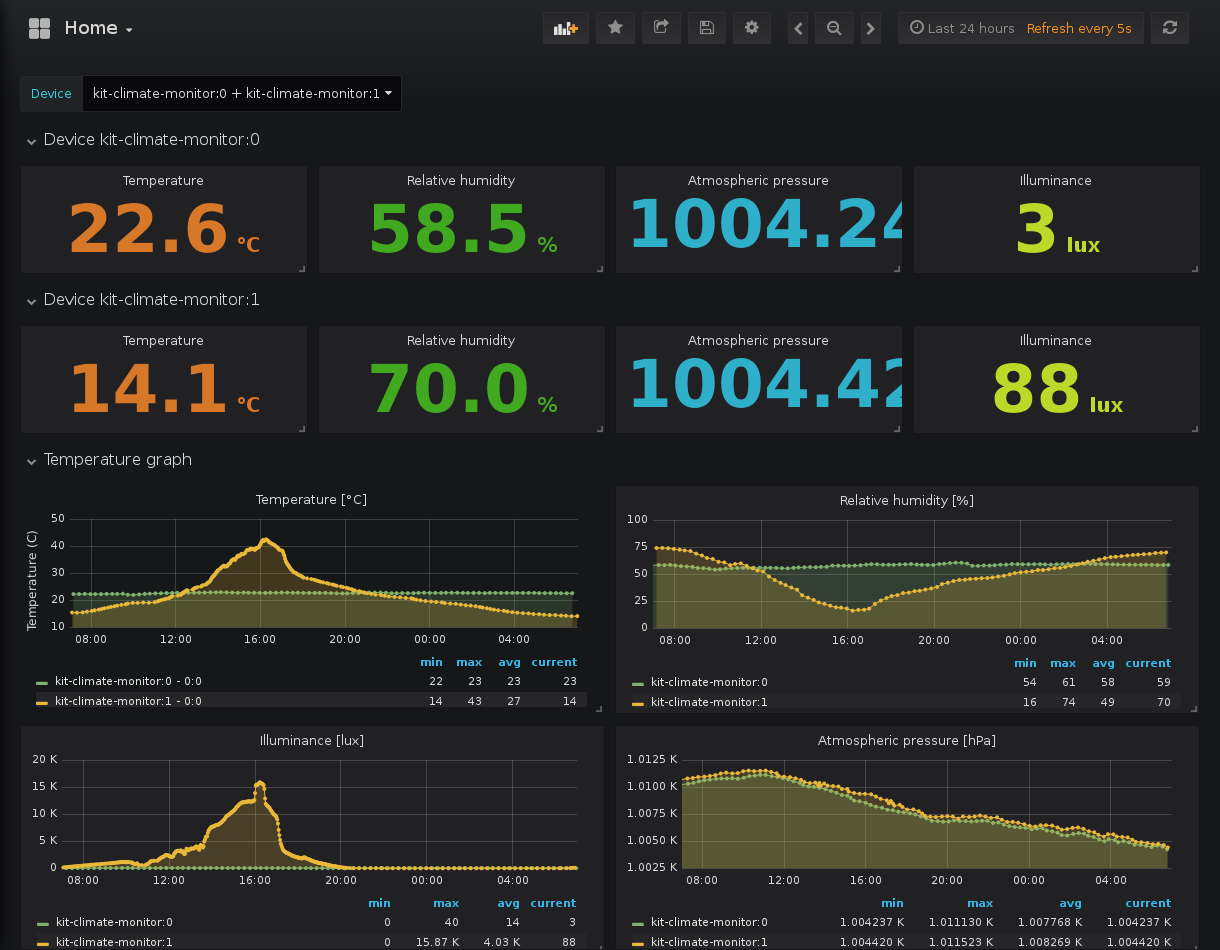 Home
Last 24 hours Refresh every 5s
Device kit-climate-monitor:0 + kit-climate-monitor:1
Device kit-climate-monitor:0
Temperature Relative humidity Atmospheric pressure Illuminance
22.6 °C 58.5 % 1004.24 3 lux
Device kit-climate-monitor:1
Temperature Relative humidity Atmospheric pressure Illuminance
14.1 °C 70.0 % 1004.42 88 lux
Temperature graph
Temperature [°C]
Temperature (C)
50
40
30
20
10
08:00 12:00 16:00 20:00 00:00 04:00
min max avg current
kit-climate-monitor:0 - 0:0 22 23 23 23
kit-climate-monitor:1 - 0:0 14 43 27 14
Relative humidity [%]
100
75
50
25
0
08:00 12:00 16:00 20:00 00:00 04:00
min max avg current
kit-climate-monitor:0 54 61 58 59
kit-climate-monitor:1 16 74 49 70
Illuminance [lux]
20 K
15 K
10 K
5 K
0
08:00 12:00 16:00 20:00 00:00 04:00
min max avg current
kit-climate-monitor:0 0 40 14 3
kit-climate-monitor:1 0 15.87 K 4.03 K 88
Atmospheric pressure [hPa]
1.0125 K
1.0100 K
1.0075 K
1.0050 K
1.0025 K
08:00 12:00 16:00 20:00 00:00 04:00
min max avg current
kit-climate-monitor:0 1.004237 K 1.011130 K 1.007768 K 1.004237 K
kit-climate-monitor:1 1.004420 K 1.011523 K 1.008269 K 1.004420 K